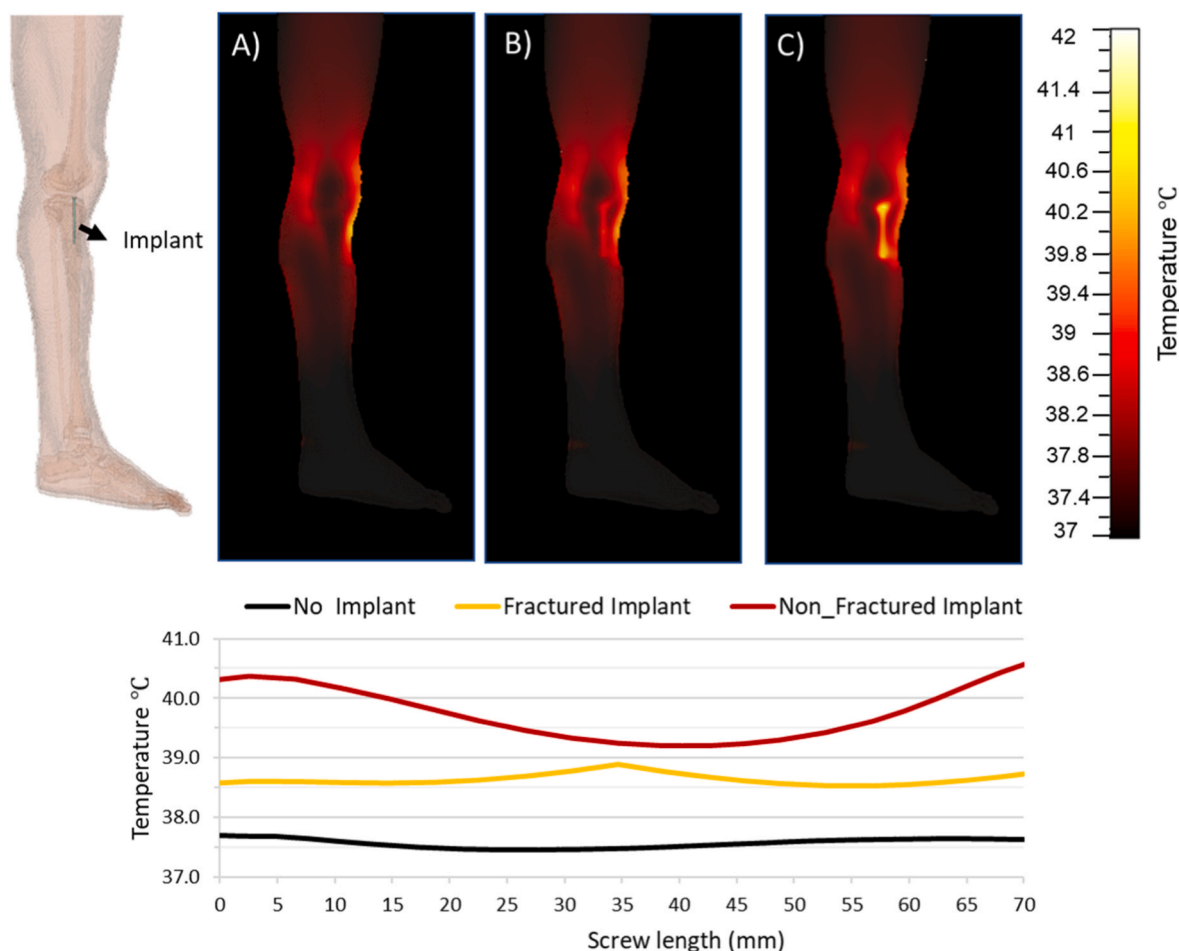 A)
B)
C)
Implant
42
41.4
41
40.6
40.2
39.8
39.4
39
38.6
38.2
37.8
37.4
37
Temperature °C
No Implant
Fractured Implant
Non_Fractured Implant
41.0
40.0
39.0
38.0
37.0
Temperature °C
0 5 10 15 20 25 30 35 40 45 50 55 60 65 70
Screw length (mm)